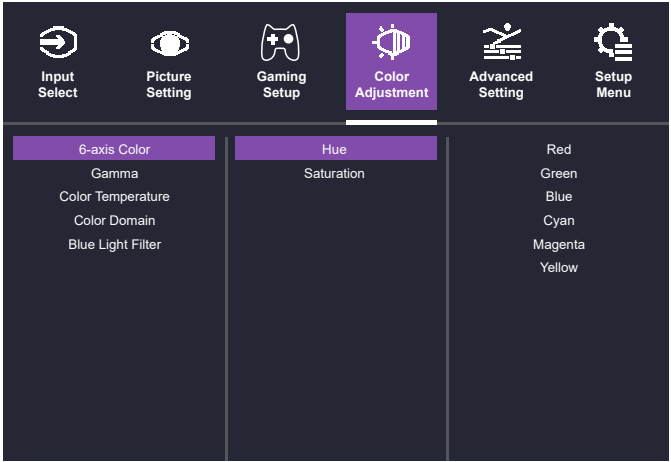 Input
Select
Picture
Setting
Gaming
Setup
Color
Adjustment
Advanced
Setting
Setup
Menu
6-axis Color
Gamma
Color Temperature
Color Domain
Blue Light Filter
Hue
Saturation
Red
Green
Blue
Cyan
Magenta
Yellow